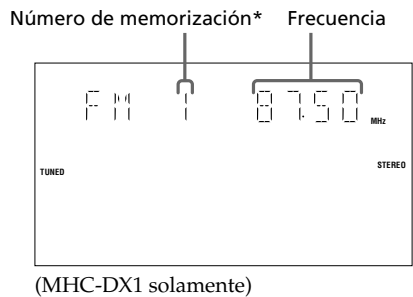 Número de memorización* Frecuencia
FM 1 87.50 MHz
TUNED STEREO
(MHC-DX1 solamente)